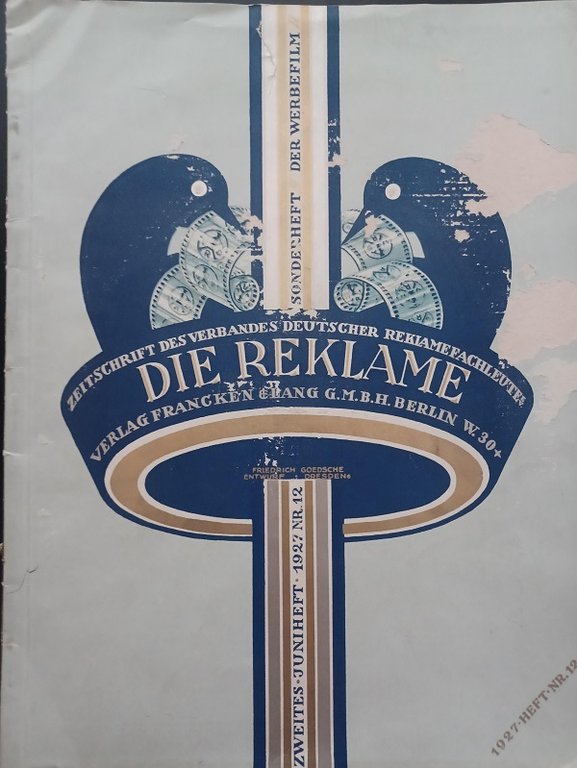 SONDERHEFT DER WERBEFILM
ZEITSCHRIFT DES VERBANDES DEUTSCHER REKLAMEFACHLEUTE
DIE REKLAME
VERLAG FRANCKEN & LANG G.M.B.H. BERLIN W.30
FRIEDRICH GOEDSCHE
ENTWURF : DRESDEN
ZWEITES · JUNIHEFT · 1927 NR.12
1927·HEFT·NR.12